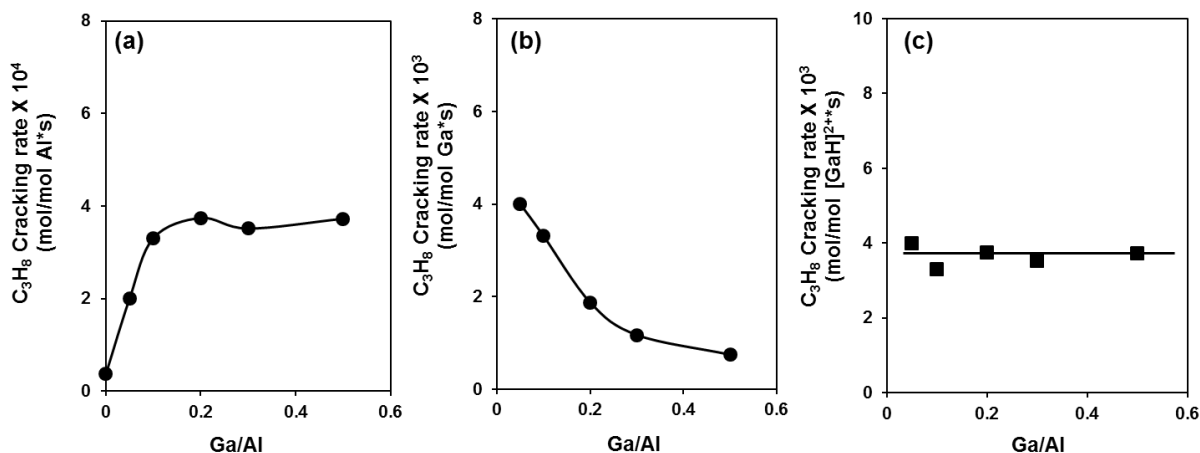 (a)
C₃H₈ Cracking rate X 10⁴
(mol/mol Al*s)
8
6
4
2
0
0
0.2
0.4
0.6
Ga/Al
(b)
C₃H₈ Cracking rate X 10³
(mol/mol Ga*s)
8
6
4
2
0
0
0.2
0.4
0.6
Ga/Al
(c)
C₃H₈ Cracking rate X 10³
(mol/mol [GaH]²⁺*s)
10
8
6
4
2
0
0
0.2
0.4
0.6
Ga/Al